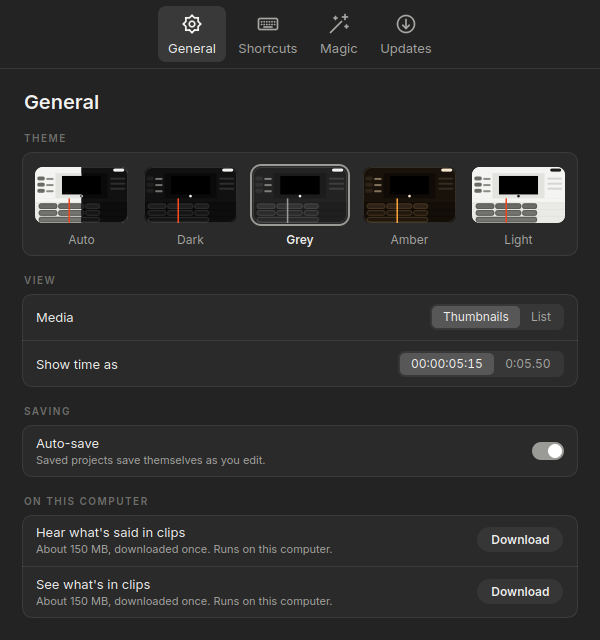 General Shortcuts Magic Updates
General
THEME
Auto Dark Grey Amber Light
VIEW
Media Thumbnails List
Show time as 00:00:05:15 0:05.50
SAVING
Auto-save
Saved projects save themselves as you edit.
ON THIS COMPUTER
Hear what's said in clips
About 150 MB, downloaded once. Runs on this computer.
Download
See what's in clips
About 150 MB, downloaded once. Runs on this computer.
Download